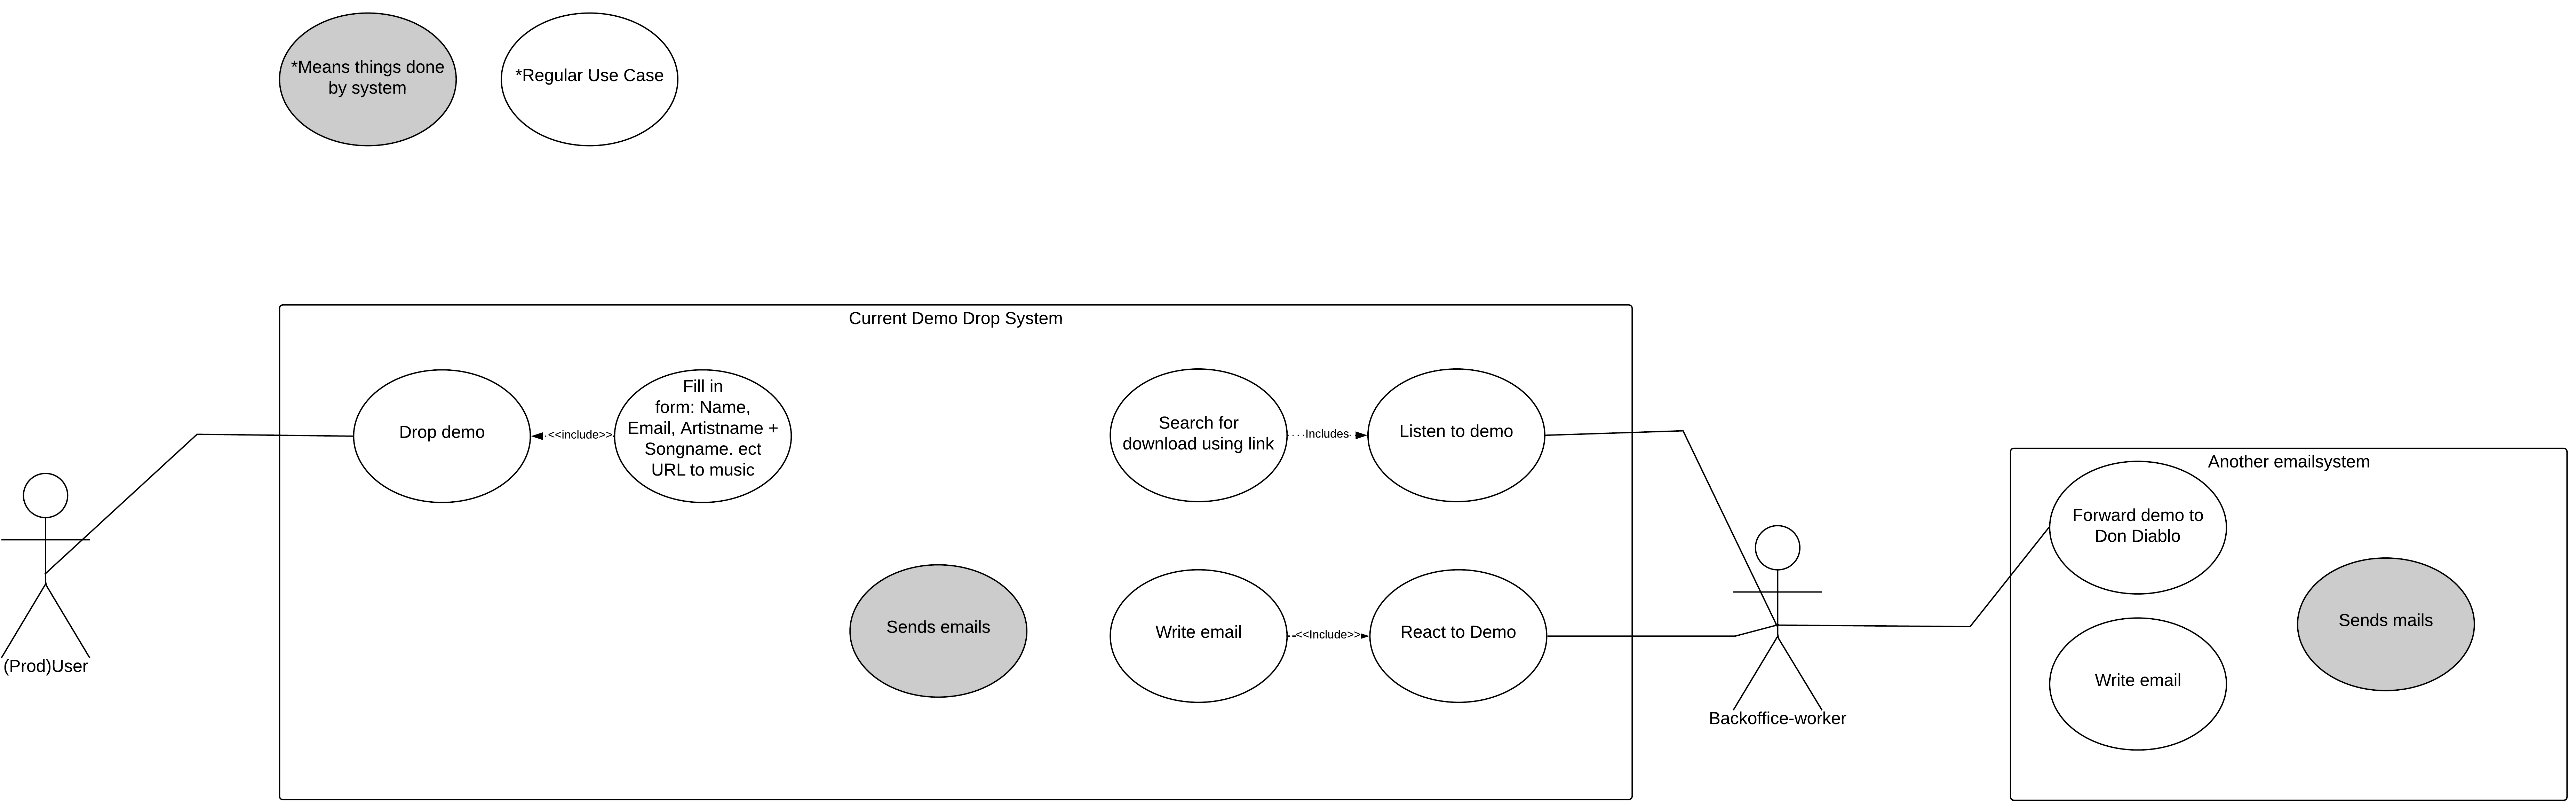 *Means things done
by system
*Regular Use Case
Current Demo Drop System
Drop demo
<<include>>
Fill in
form: Name,
Email, Artistname +
Songname. ect
URL to music
Search for
download using link
Includes
Listen to demo
Sends emails
Write email
<<Include>>
React to Demo
(Prod)User
Backoffice-worker
Another emailsystem
Forward demo to
Don Diablo
Sends mails
Write email